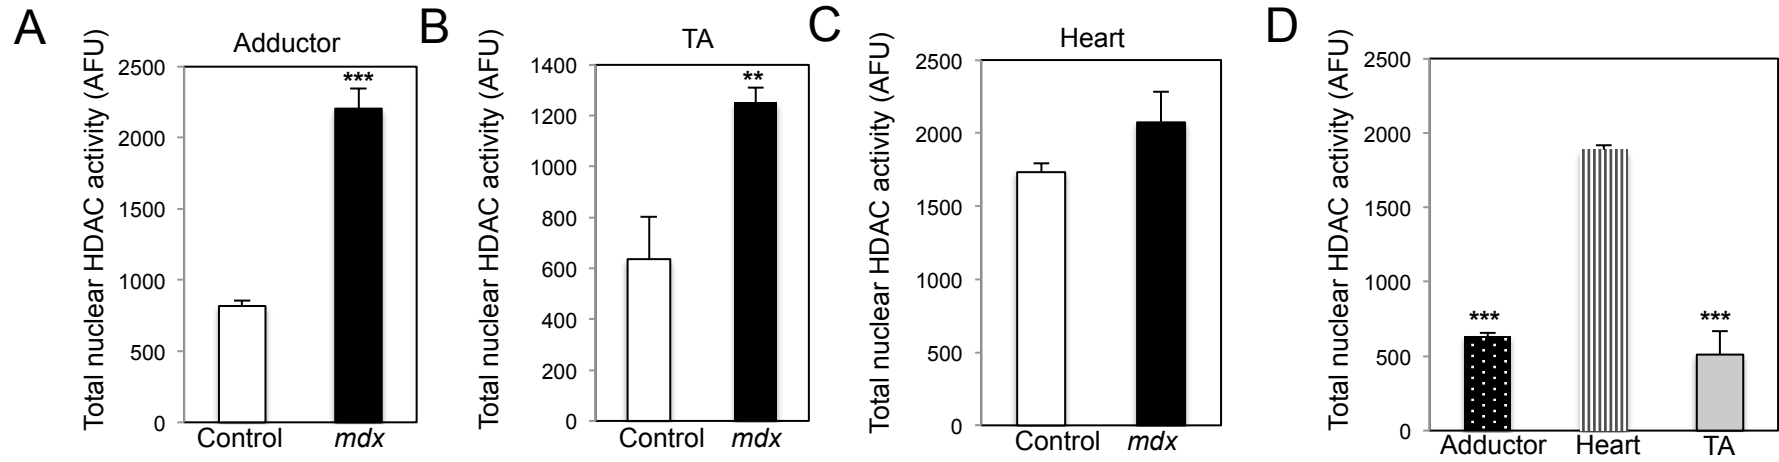 A
Adductor
Total nuclear HDAC activity (AFU)
2500
2000
1500
1000
500
0
***
Control
mdx
B
TA
Total nuclear HDAC activity (AFU)
1400
1200
1000
800
600
400
200
0
**
Control
mdx
C
Heart
Total nuclear HDAC activity (AFU)
2500
2000
1500
1000
500
0
Control
mdx
D
Total nuclear HDAC activity (AFU)
2500
2000
1500
1000
500
0
***
***
Adductor
Heart
TA